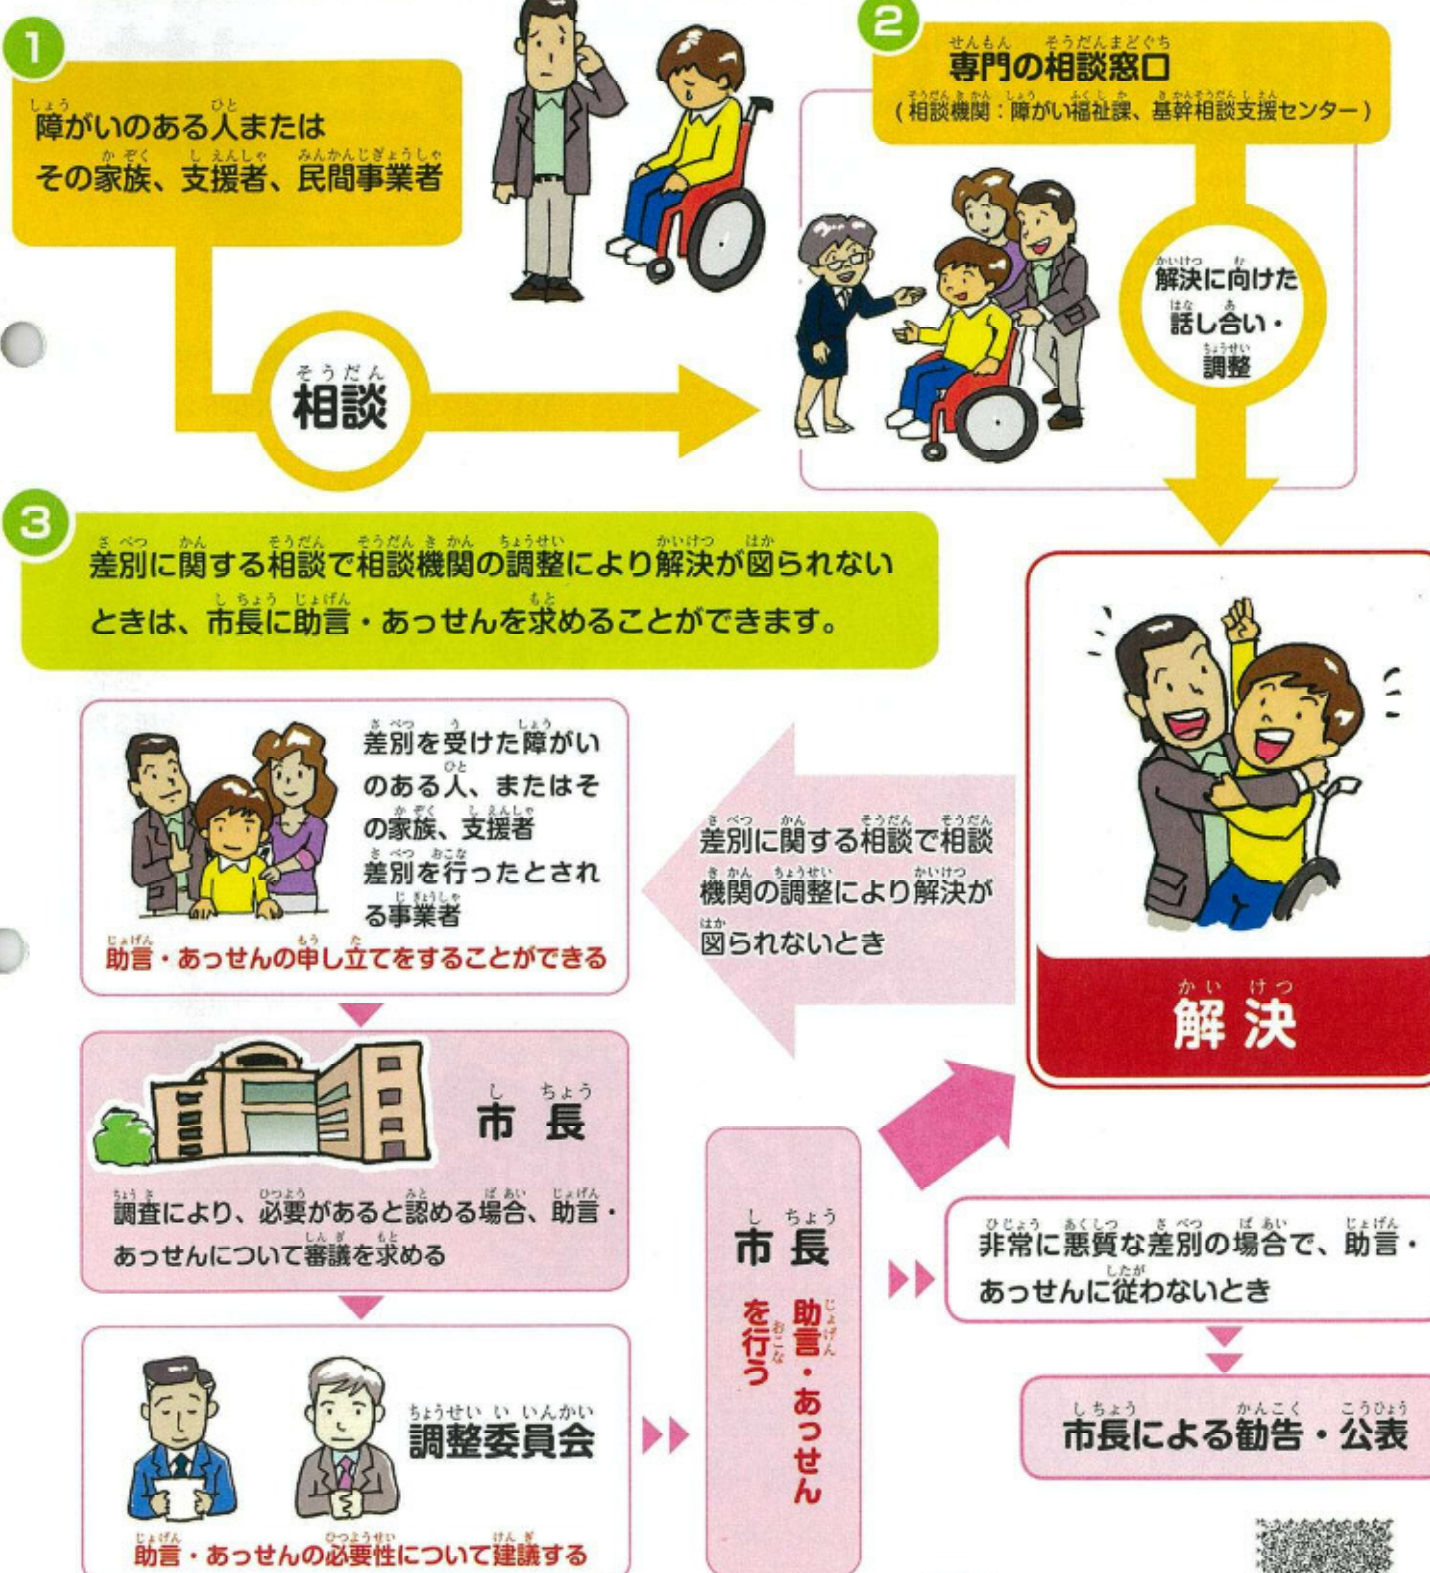 1
障がいのある人または
その家族、支援者、民間事業者
相談
2
専門の相談窓口
(相談機関：障がい福祉課、基幹相談支援センター)
解決に向けた
話し合い・
調整
3
差別に関する相談で相談機関の調整により解決が図られない
ときは、市長に助言・あっせんを求めることができます。
差別を受けた障がい
のある人、またはそ
の家族、支援者
差別を行ったとされ
る事業者
助言・あっせんの申し立てをすることができる
差別に関する相談で相談
機関の調整により解決が
図られないとき
解決
市長
調査により、必要があると認める場合、助言・
あっせんについて審議を求める
調整委員会
助言・あっせんの必要性について建議する
市長
助言・あっせん
を行う
非常に悪質な差別の場合で、助言・
あっせんに従わないとき
市長による勧告・公表